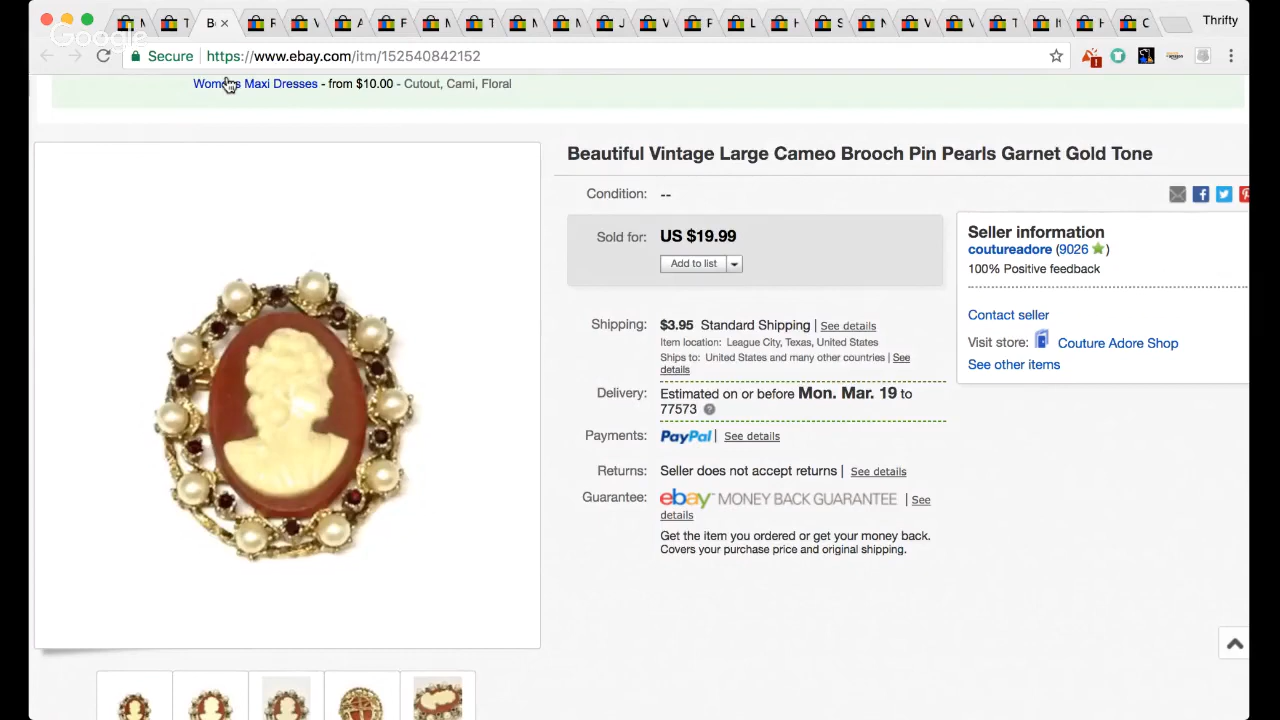 Google
M
T
B
F
V
A
F
M
T
M
M
J
V
F
L
H
S
N
V
V
T
It
H
C
Thrifty
Secure https://www.ebay.com/itm/152540842152
Women's Maxi Dresses - from $10.00 - Cutout, Cami, Floral
Beautiful Vintage Large Cameo Brooch Pin Pearls Garnet Gold Tone
Condition: --
Sold for: US $19.99
Add to list
Shipping: $3.95 Standard Shipping | See details
Item location: League City, Texas, United States
Ships to: United States and many other countries | See
details
Delivery: Estimated on or before Mon. Mar. 19 to
77573
Payments: PayPal | See details
Returns: Seller does not accept returns | See details
Guarantee: ebay MONEY BACK GUARANTEE | See
details
Get the item you ordered or get your money back.
Covers your purchase price and original shipping.
Seller information
coutureadore (9026)
100% Positive feedback
Contact seller
Visit store: Couture Adore Shop
See other items